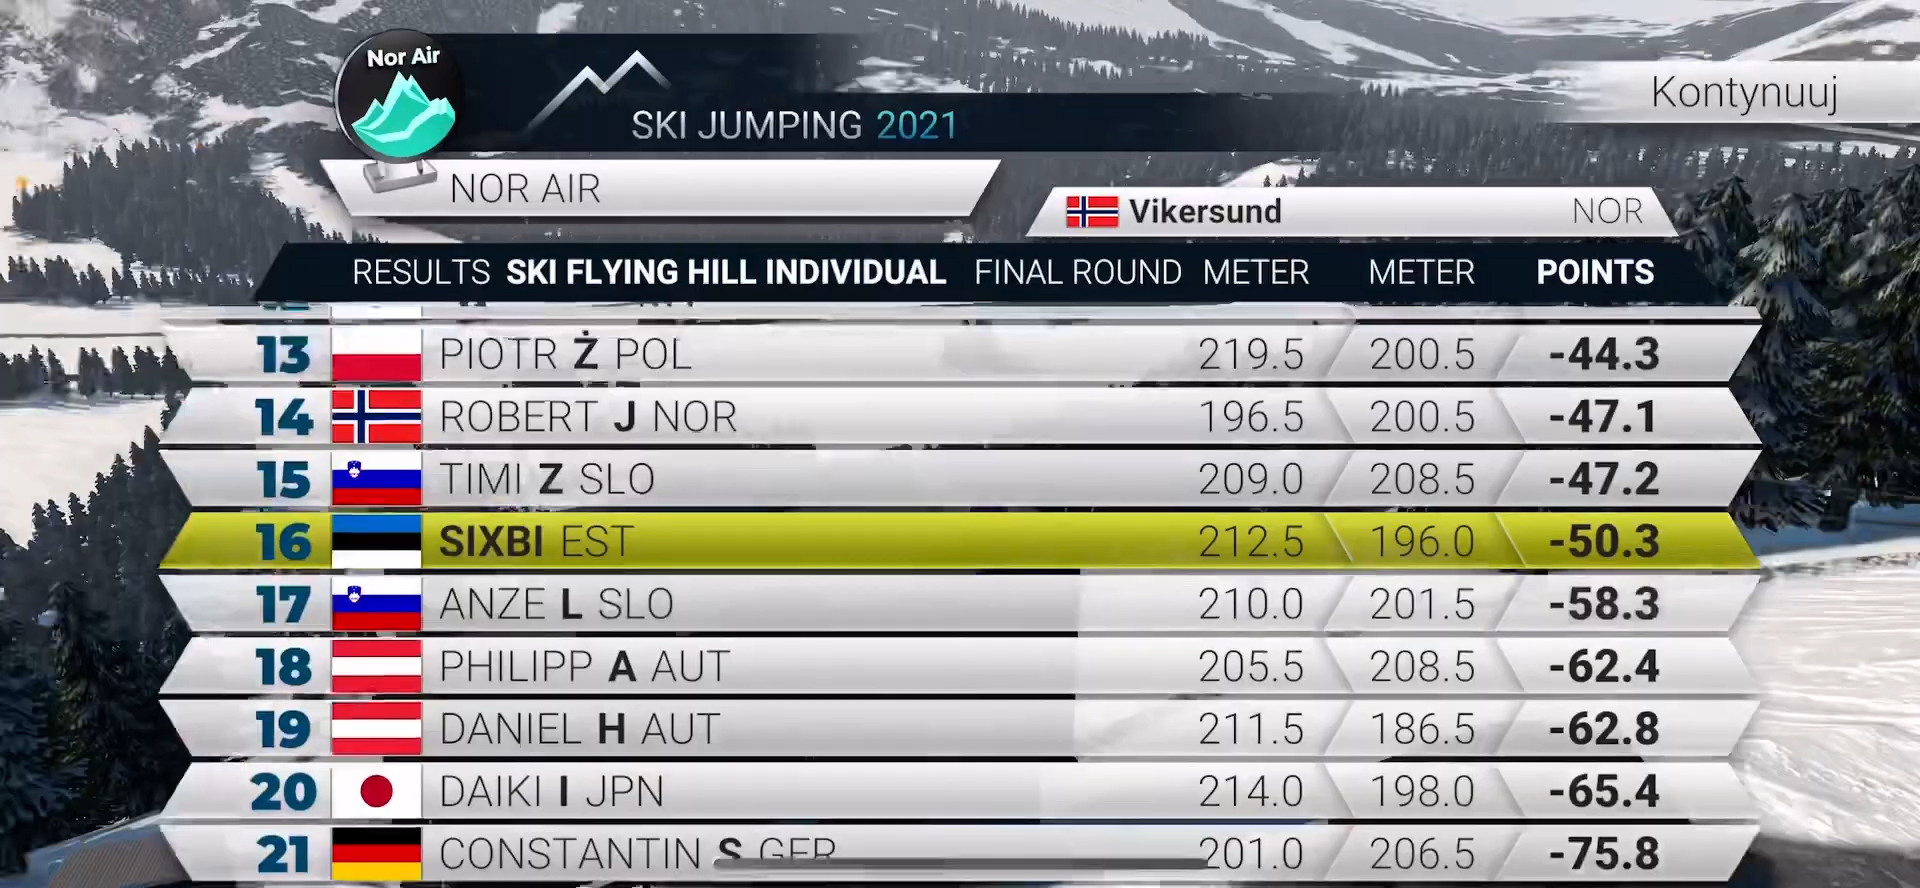 Nor Air
SKI JUMPING 2021
Kontynuuj
NOR AIR
Vikersund NOR
RESULTS SKI FLYING HILL INDIVIDUAL FINAL ROUND METER METER POINTS
13 PIOTR Ż POL 219.5 200.5 -44.3
14 ROBERT J NOR 196.5 200.5 -47.1
15 TIMI Z SLO 209.0 208.5 -47.2
16 SIXBI EST 212.5 196.0 -50.3
17 ANZE L SLO 210.0 201.5 -58.3
18 PHILIPP A AUT 205.5 208.5 -62.4
19 DANIEL H AUT 211.5 186.5 -62.8
20 DAIKI I JPN 214.0 198.0 -65.4
21 CONSTANTIN S GER 201.0 206.5 -75.8